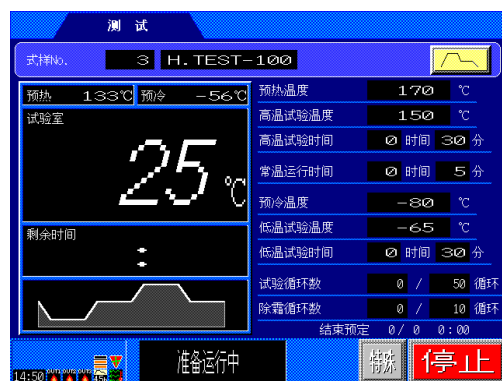 测 试
式样No. 3 H.TEST-100
预热 133℃ 预冷 -56℃
试验室
25℃
剩余时间
:
预热温度 170 ℃
高温试验温度 150 ℃
高温试验时间 0 时间 30 分
常温运行时间 0 时间 5 分
预冷温度 -80 ℃
低温试验温度 -65 ℃
低温试验时间 0 时间 30 分
试验循环数 0 / 50 循环
除霜循环数 0 / 10 循环
结束预定 0/ 0 0:00
14:50
准备运行中
特殊
停止